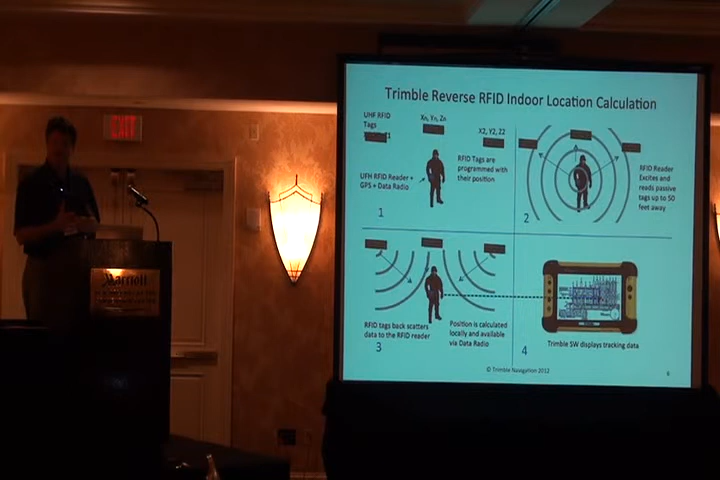 EXIT
Marriott
Trimble Reverse RFID Indoor Location Calculation
UHF RFID
Tags
Xn, Yn, Zn
X2, Y2, Z2
UFH RFID Reader +
GPS + Data Radio
RFID Tags are
programmed with
their position
1
RFID Reader
Excites and
reads passive
tags up to 50
feet away
2
RFID tags back scatters
data to the RFID reader
3
Position is calculated
locally and available
via Data Radio
Trimble SW displays tracking data
4
© Trimble Navigation 2012